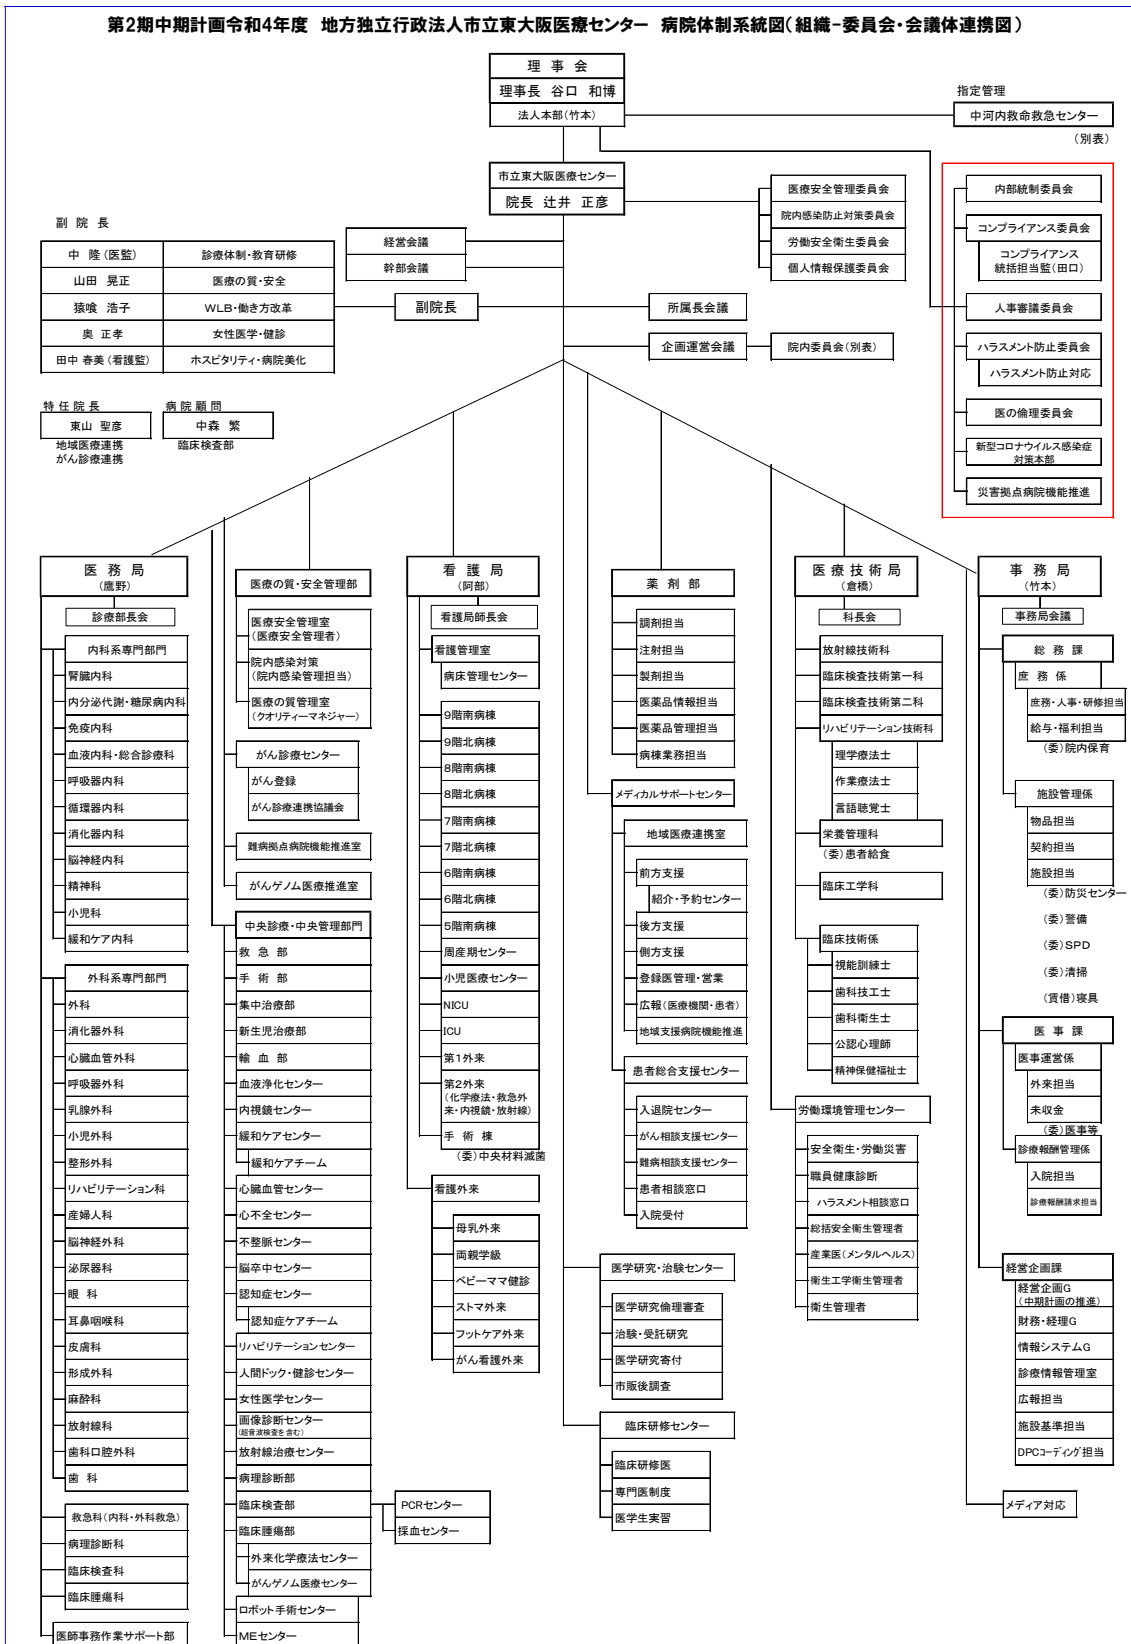 第2期中期計画令和4年度 地方独立行政法人市立東大阪医療センター 病院体制系統図(組織-委員会・会議体連携図)
理 事 会
理事長 谷口 和博
法人本部(竹本)
指定管理
中河内救命救急センター
(別表)
市立東大阪医療センター
院長 辻井 正彦
医療安全管理委員会
院内感染防止対策委員会
労働安全衛生委員会
個人情報保護委員会
内部統制委員会
コンプライアンス委員会
コンプライアンス
統括担当監(田口)
人事審議委員会
ハラスメント防止委員会
ハラスメント防止対応
医の倫理委員会
新型コロナウイルス感染症
対策本部
災害拠点病院機能推進
副 院 長
中 隆(医監) 診療体制・教育研修
山田 晃正 医療の質・安全
猿喰 浩子 WLB・働き方改革
奥 正孝 女性医学・健診
田中 春美(看護監) ホスピタリティ・病院美化
経営会議
幹部会議
副院長
所属長会議
企画運営会議
院内委員会(別表)
特 任 院 長
東山 聖彦
地域医療連携
がん診療連携
病 院 顧 問
中森 繁
臨床検査部
医 務 局
(鷹野)
診療部長会
内科系専門部門
腎臓内科
内分泌代謝・糖尿病内科
免疫内科
血液内科・総合診療科
呼吸器内科
循環器内科
消化器内科
脳神経内科
精神科
小児科
緩和ケア内科
外科系専門部門
外科
消化器外科
心臓血管外科
呼吸器外科
乳腺外科
小児外科
整形外科
リハビリテーション科
産婦人科
脳神経外科
泌尿器科
眼 科
耳鼻咽喉科
皮膚科
形成外科
麻酔科
放射線科
歯科口腔外科
歯 科
救急科(内科・外科救急)
病理診断科
臨床検査科
臨床腫瘍科
医師事務作業サポート部
医療の質・安全管理部
医療安全管理室
(医療安全管理者)
院内感染対策
(院内感染管理担当)
医療の質管理室
(クオリティーマネジャー)
がん診療センター
がん登録
がん診療連携協議会
難病拠点病院機能推進室
がんゲノム医療推進室
中央診療・中央管理部門
救 急 部
手 術 部
集中治療部
新生児治療部
輸 血 部
血液浄化センター
内視鏡センター
緩和ケアセンター
緩和ケアチーム
心臓血管センター
心不全センター
不整脈センター
脳卒中センター
認知症センター
認知症ケアチーム
リハビリテーションセンター
人間ドック・健診センター
女性医学センター
画像診断センター
(超音波検査を含む)
放射線治療センター
病理診断部
臨床検査部
臨床腫瘍部
外来化学療法センター
がんゲノム医療センター
ロボット手術センター
MEセンター
PCRセンター
採血センター
看 護 局
(阿部)
看護局師長会
看護管理室
病床管理センター
9階南病棟
9階北病棟
8階南病棟
8階北病棟
7階南病棟
7階北病棟
6階南病棟
6階北病棟
5階南病棟
周産期センター
小児医療センター
NICU
ICU
第1外来
第2外来
(化学療法・救急外
来・内視鏡・放射線)
手 術 棟
(委)中央材料滅菌
看護外来
母乳外来
両親学級
ベビーママ健診
ストマ外来
フットケア外来
がん看護外来
薬 剤 部
調剤担当
注射担当
製剤担当
医薬品情報担当
医薬品管理担当
病棟業務担当
メディカルサポートセンター
地域医療連携室
前方支援
紹介・予約センター
後方支援
側方支援
登録医管理・営業
広報(医療機関・患者)
地域支援病院機能推進
患者総合支援センター
入退院センター
がん相談支援センター
難病相談支援センター
患者相談窓口
入院受付
医学研究・治験センター
医学研究倫理審査
治験・受託研究
医学研究寄付
市販後調査
臨床研修センター
臨床研修医
専門医制度
医学生実習
医 療 技 術 局
(倉橋)
科長会
放射線技術科
臨床検査技術第一科
臨床検査技術第二科
リハビリテーション技術科
理学療法士
作業療法士
言語聴覚士
栄養管理科
(委)患者給食
臨床工学科
臨床技術係
視能訓練士
歯科技工士
歯科衛生士
公認心理師
精神保健福祉士
労働環境管理センター
安全衛生・労働災害
職員健康診断
ハラスメント相談窓口
総括安全衛生管理者
産業医(メンタルヘルス)
衛生工学衛生管理者
衛生管理者
事 務 局
(竹本)
事務局会議
総 務 課
庶 務 係
庶務・人事・研修担当
給与・福利担当
(委)院内保育
施設管理係
物品担当
契約担当
施設担当
(委)防災センター
(委)警備
(委)SPD
(委)清掃
(賃借)寝具
医 事 課
医事運営係
外来担当
未収金
(委)医事等
診療報酬管理係
入院担当
診療報酬請求担当
経営企画課
経営企画G
(中期計画の推進)
財務・経理G
情報システムG
診療情報管理室
広報担当
施設基準担当
DPCコーディング担当
メディア対応